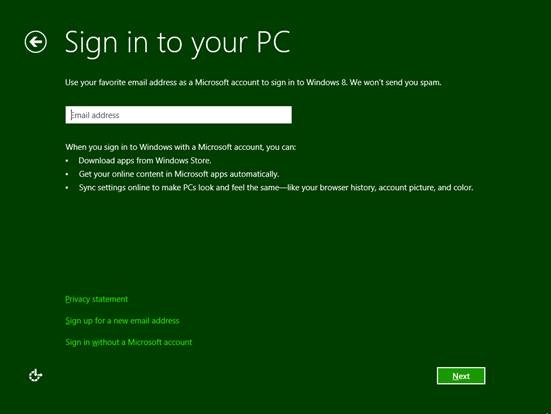 Sign in to your PC
Use your favorite email address as a Microsoft account to sign in to Windows 8. We won't send you spam.
Email address
When you sign in to Windows with a Microsoft account, you can:
• Download apps from Windows Store.
• Get your online content in Microsoft apps automatically.
• Sync settings online to make PCs look and feel the same—like your browser history, account picture, and color.
Privacy statement
Sign up for a new email address
Sign in without a Microsoft account
Next